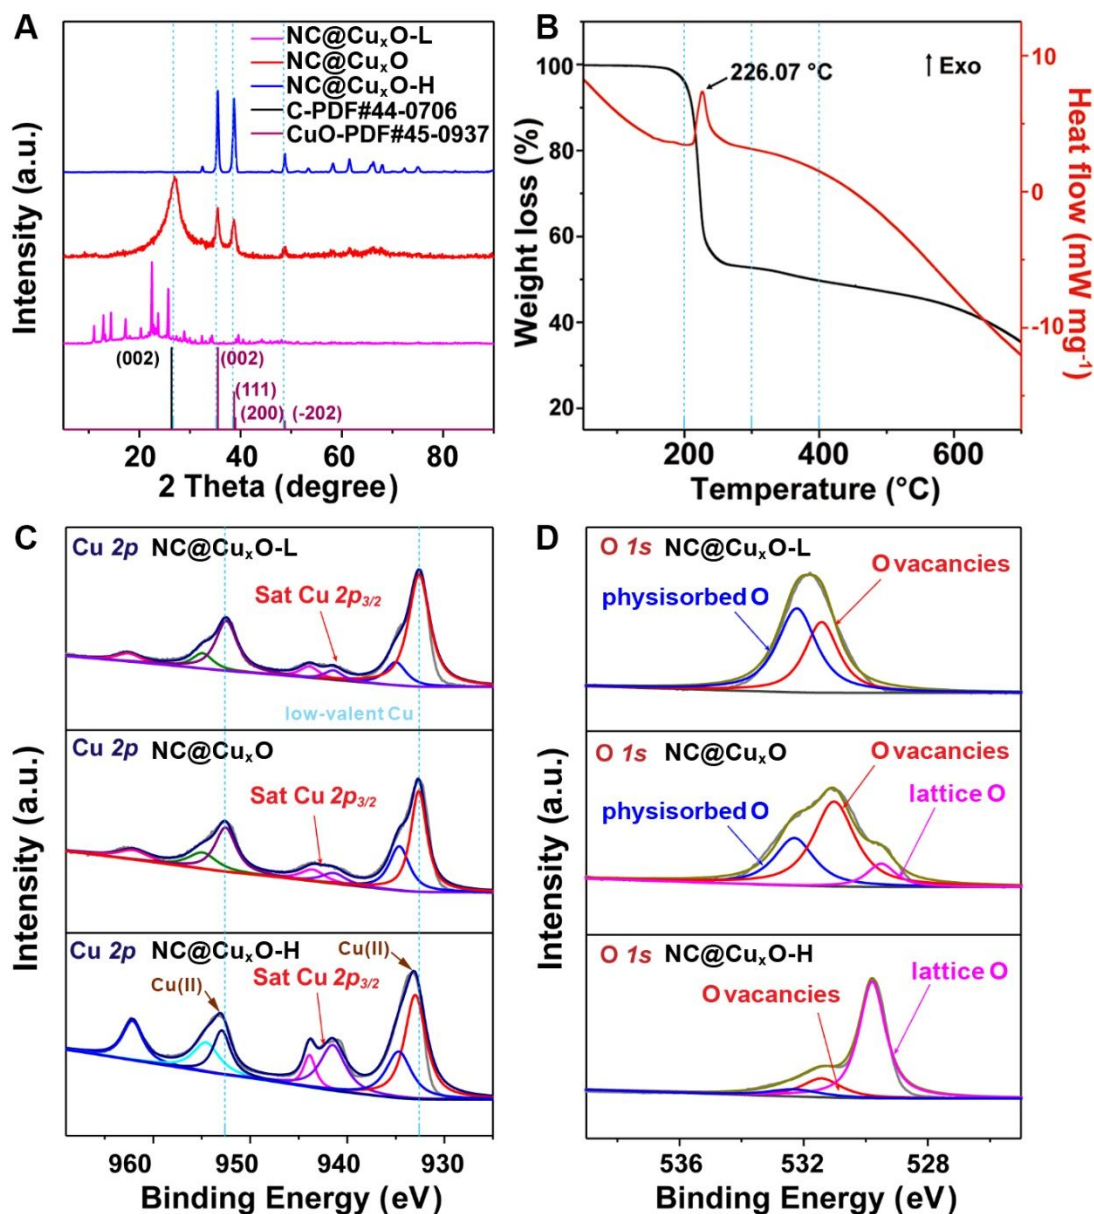 A
NC@CuxO-L
NC@CuxO
NC@CuxO-H
C-PDF#44-0706
CuO-PDF#45-0937
Intensity (a.u.)
(002)
(002)
(111)
(200)
(-202)
20
40
60
80
2 Theta (degree)
B
226.07 °C
↑ Exo
100
80
60
40
20
Weight loss (%)
10
0
-10
Heat flow (mW mg-1)
200
400
600
Temperature (°C)
C
Cu 2p NC@CuxO-L
Sat Cu 2p3/2
low-valent Cu
Cu 2p NC@CuxO
Sat Cu 2p3/2
Cu 2p NC@CuxO-H
Cu(II)
Cu(II)
Sat Cu 2p3/2
Intensity (a.u.)
960
950
940
930
Binding Energy (eV)
D
O 1s NC@CuxO-L
O vacancies
physisorbed O
O 1s NC@CuxO
O vacancies
lattice O
physisorbed O
O 1s NC@CuxO-H
lattice O
O vacancies
Intensity (a.u.)
536
532
528
Binding Energy (eV)